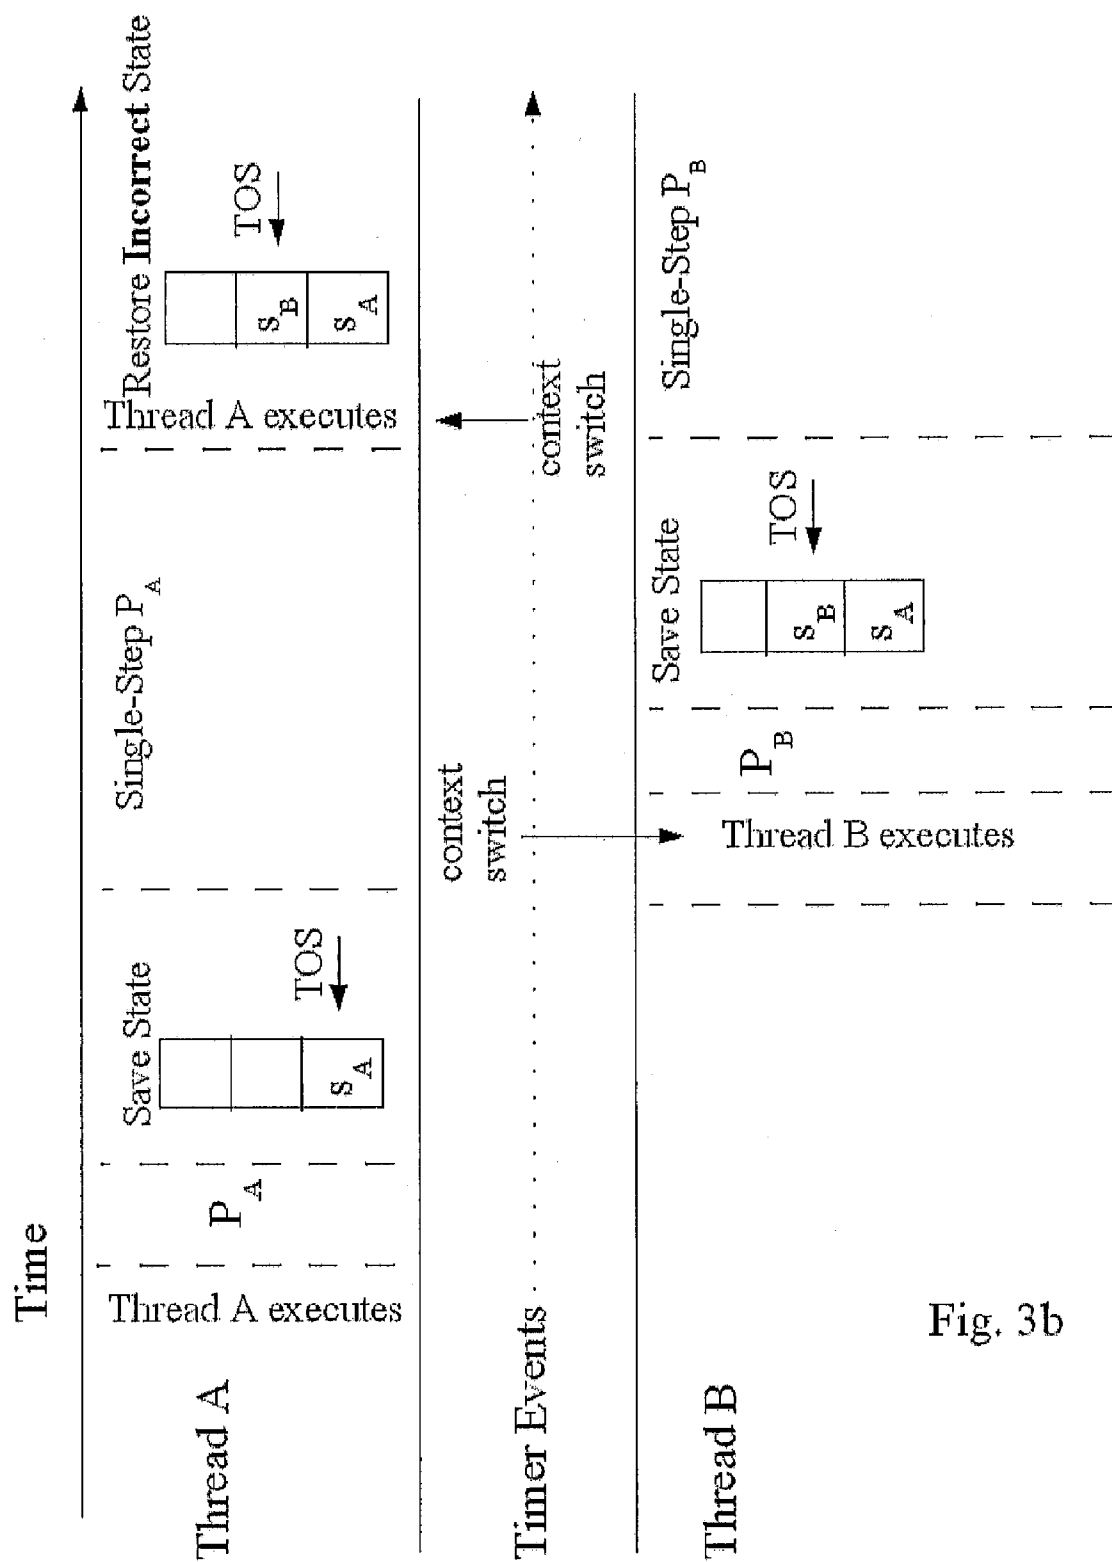 Time
Thread A
Thread A executes
P A
Save State
S A
TOS
Single-Step P A
Thread A executes
Restore Incorrect State
S B
S A
TOS
Timer Events
context
switch
context
switch
Thread B
Thread B executes
P B
Save State
S B
S A
TOS
Single-Step P B
Fig. 3b